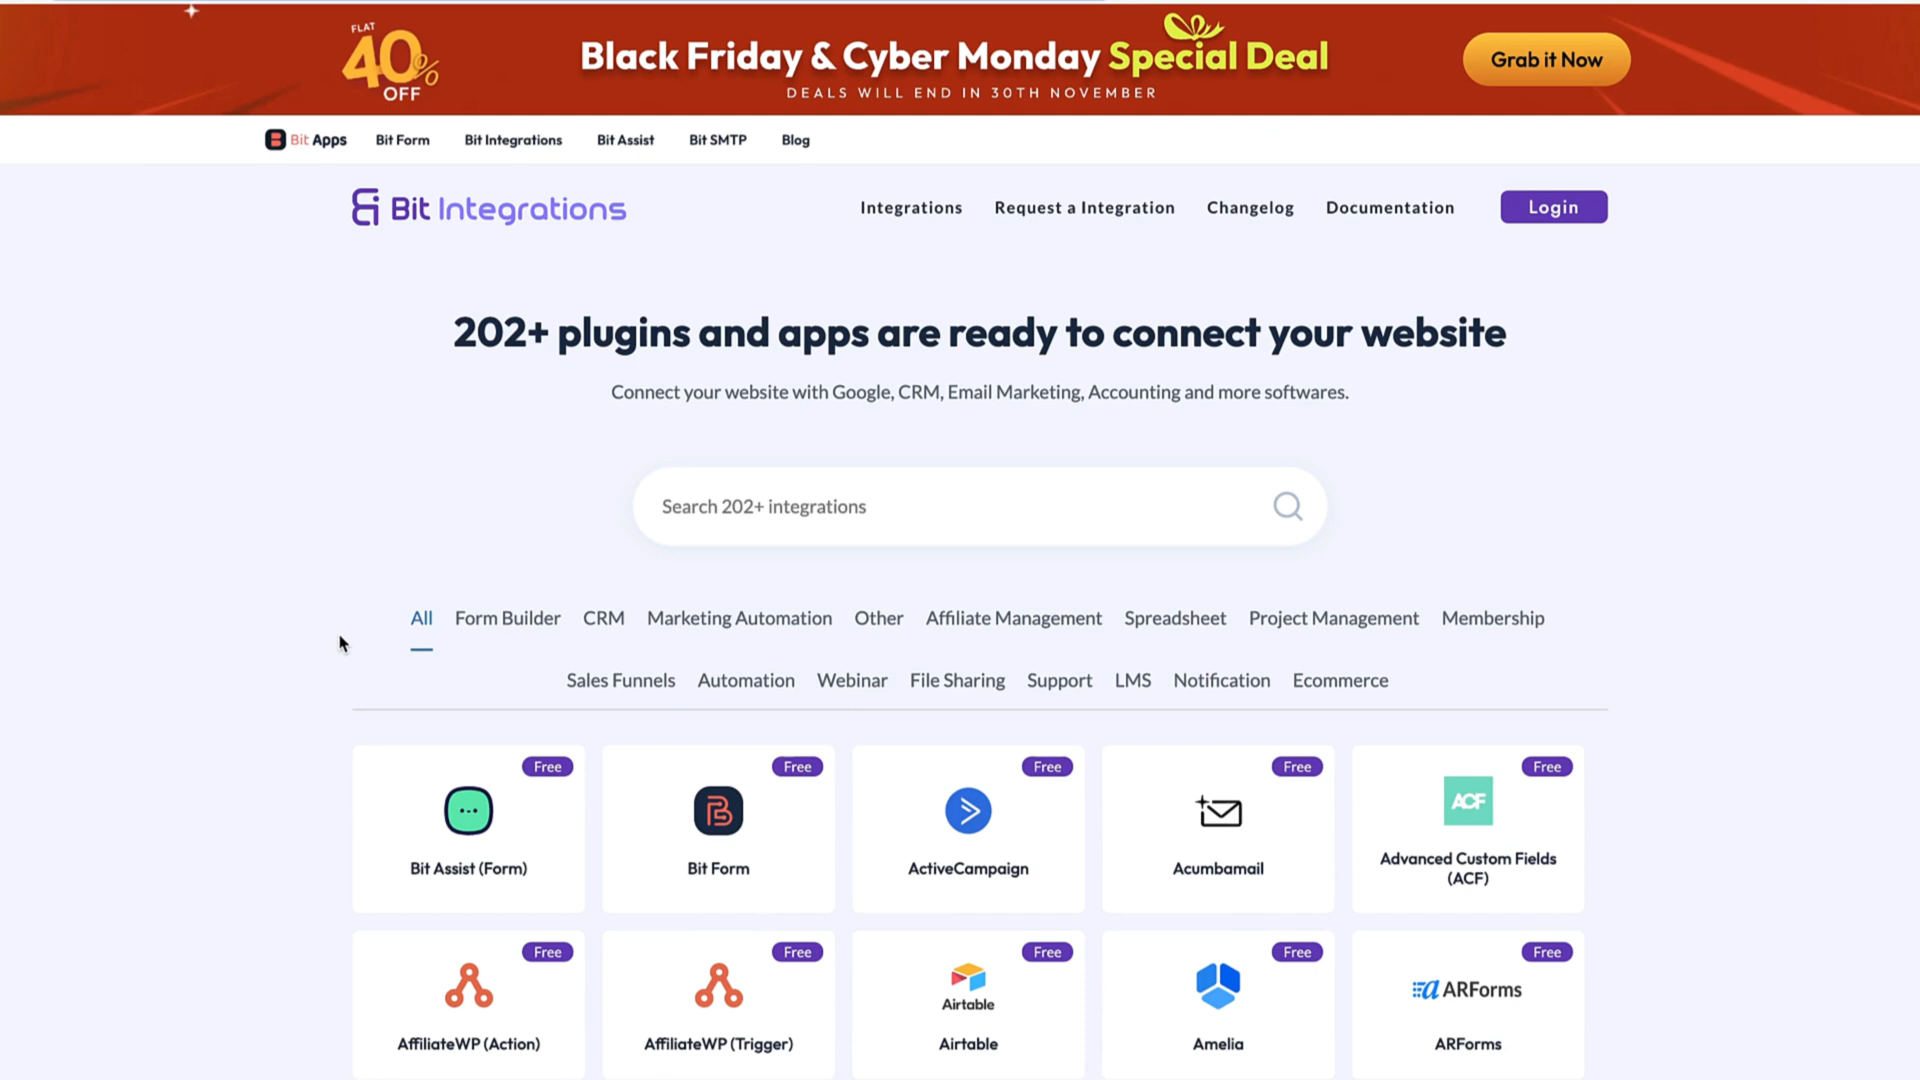 FLAT
40%
OFF
Black Friday & Cyber Monday Special Deal
DEALS WILL END IN 30TH NOVEMBER
Grab it Now
Bit Apps
Bit Form
Bit Integrations
Bit Assist
Bit SMTP
Blog
Bit Integrations
Integrations
Request a Integration
Changelog
Documentation
Login
202+ plugins and apps are ready to connect your website
Connect your website with Google, CRM, Email Marketing, Accounting and more softwares.
Search 202+ integrations
All Form Builder CRM Marketing Automation Other Affiliate Management Spreadsheet Project Management Membership
Sales Funnels Automation Webinar File Sharing Support LMS Notification Ecommerce
Free
Bit Assist (Form)
Free
Bit Form
Free
ActiveCampaign
Free
Acumbamail
Free
ACF
Advanced Custom Fields
(ACF)
Free
AffiliateWP (Action)
Free
AffiliateWP (Trigger)
Free
Airtable
Airtable
Free
Amelia
Free
ARForms
ARForms